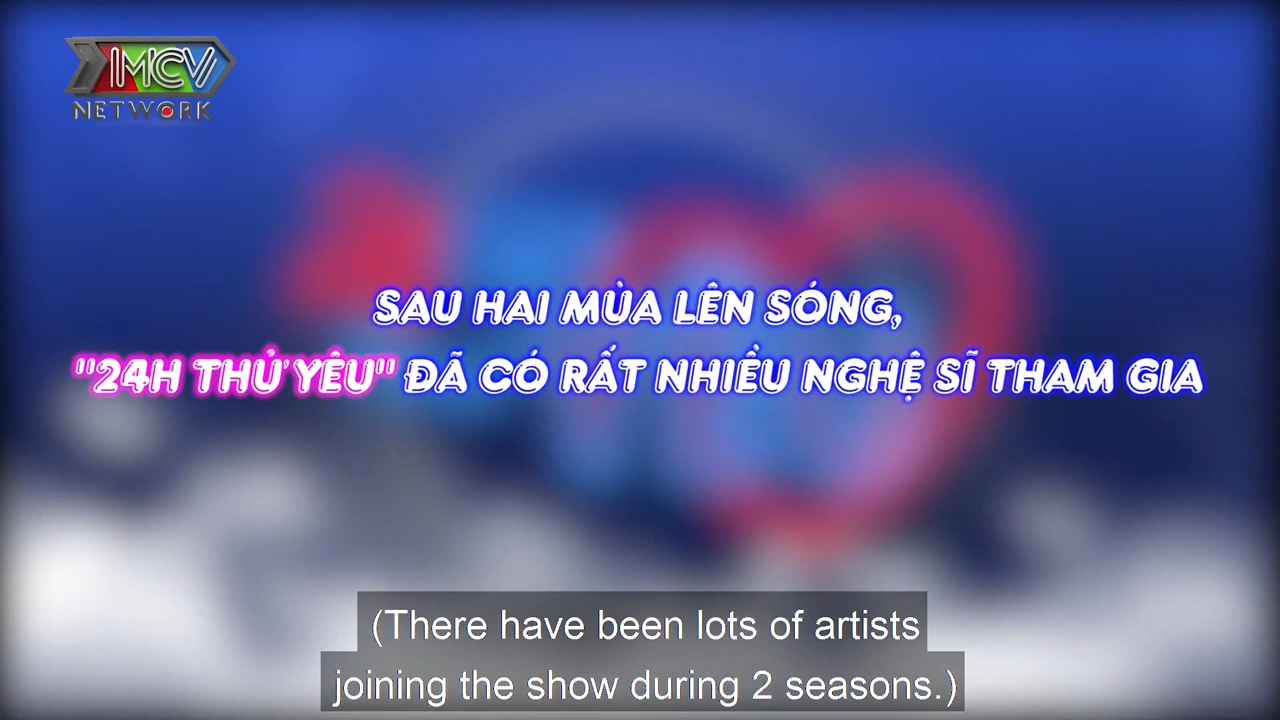 MCV
NETWORK
SAU HAI MÙA LÊN SÓNG,
"24H THỬ YÊU" ĐÃ CÓ RẤT NHIỀU NGHỆ SĨ THAM GIA
(There have been lots of artists
joining the show during 2 seasons.)